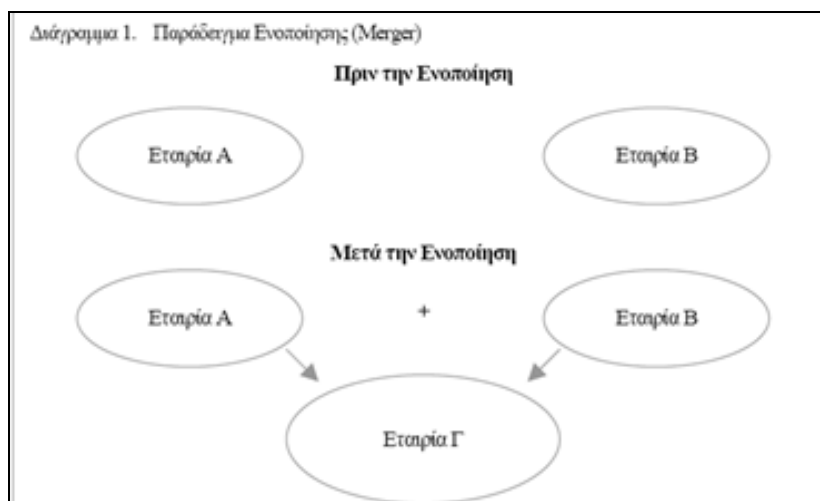 Διάγραμμα 1. Παράδειγμα Ενοποίησης (Merger)
Πριν την Ενοποίηση
Εταιρία Α
Εταιρία Β
Μετά την Ενοποίηση
Εταιρία Α
+
Εταιρία Β
Εταιρία Γ